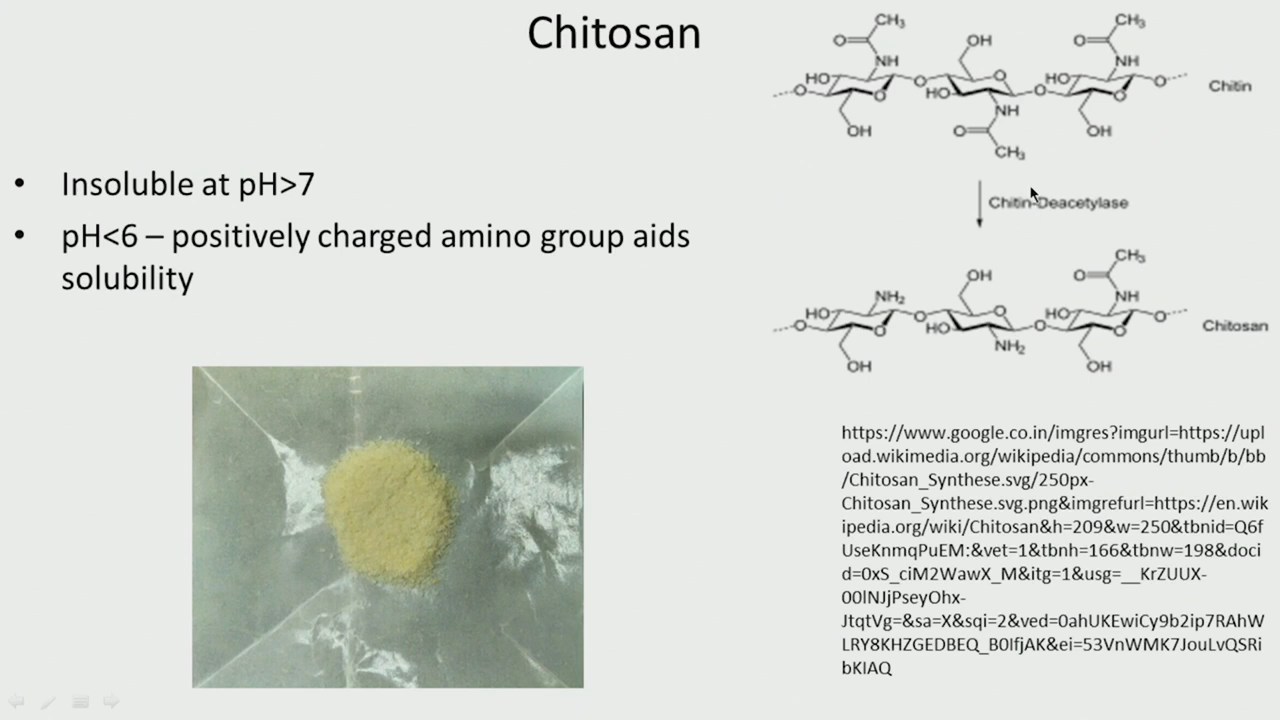 Chitosan
• Insoluble at pH>7
• pH<6 – positively charged amino group aids
solubility
CH₃
O
NH
HO
O
O
OH
OH
O
HO
O
NH
O
CH₃
CH₃
O
NH
HO
O
O
OH
Chitin
Chitin-Deacetylase
NH₂
HO
O
O
OH
OH
O
HO
O
NH₂
CH₃
O
NH
HO
O
O
OH
Chitosan
https://www.google.co.in/imgres?imgurl=https://upl
oad.wikimedia.org/wikipedia/commons/thumb/b/bb
/Chitosan_Synthese.svg/250px-
Chitosan_Synthese.svg.png&imgrefurl=https://en.wik
ipedia.org/wiki/Chitosan&h=209&w=250&tbnid=Q6f
UseKnmqPuEM:&vet=1&tbnh=166&tbnw=198&doci
d=0xS_ciM2WawX_M&itg=1&usg=__KrZUUX-
00lNJjPseyOhx-
JtqtVg=&sa=X&sqi=2&ved=0ahUKEwiCy9b2ip7RAhW
LRY8KHZGEDBEQ_B0IfjAK&ei=53VnWMK7JouLvQSRi
bKIAQ